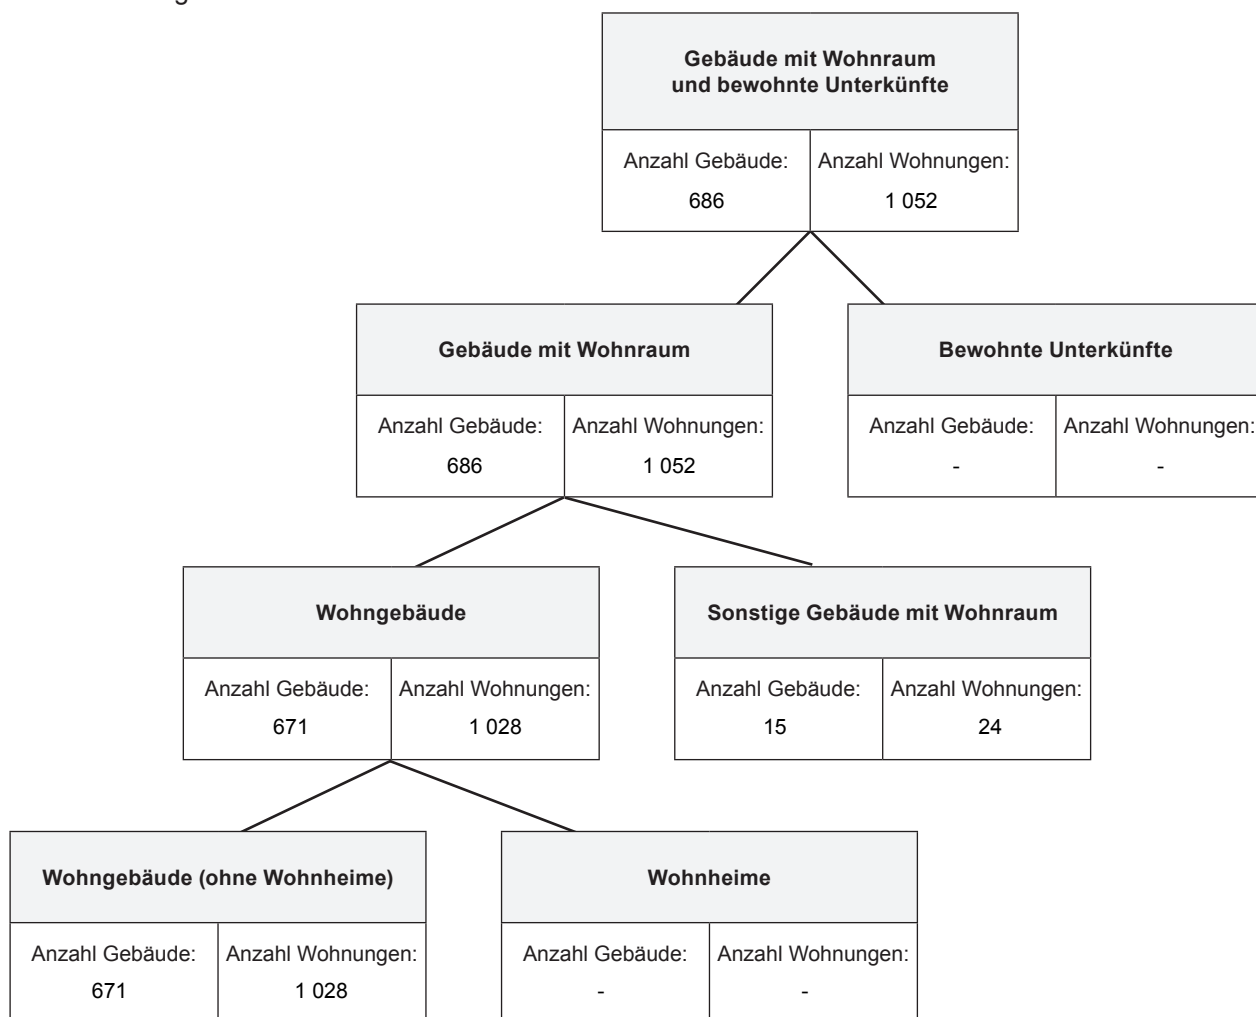 Gebäude mit Wohnraum
und bewohnte Unterkünfte
Anzahl Gebäude: Anzahl Wohnungen:
686 1 052
Gebäude mit Wohnraum
Anzahl Gebäude: Anzahl Wohnungen:
686 1 052
Bewohnte Unterkünfte
Anzahl Gebäude: Anzahl Wohnungen:
- -
Wohngebäude
Anzahl Gebäude: Anzahl Wohnungen:
671 1 028
Sonstige Gebäude mit Wohnraum
Anzahl Gebäude: Anzahl Wohnungen:
15 24
Wohngebäude (ohne Wohnheime)
Anzahl Gebäude: Anzahl Wohnungen:
671 1 028
Wohnheime
Anzahl Gebäude: Anzahl Wohnungen:
- -